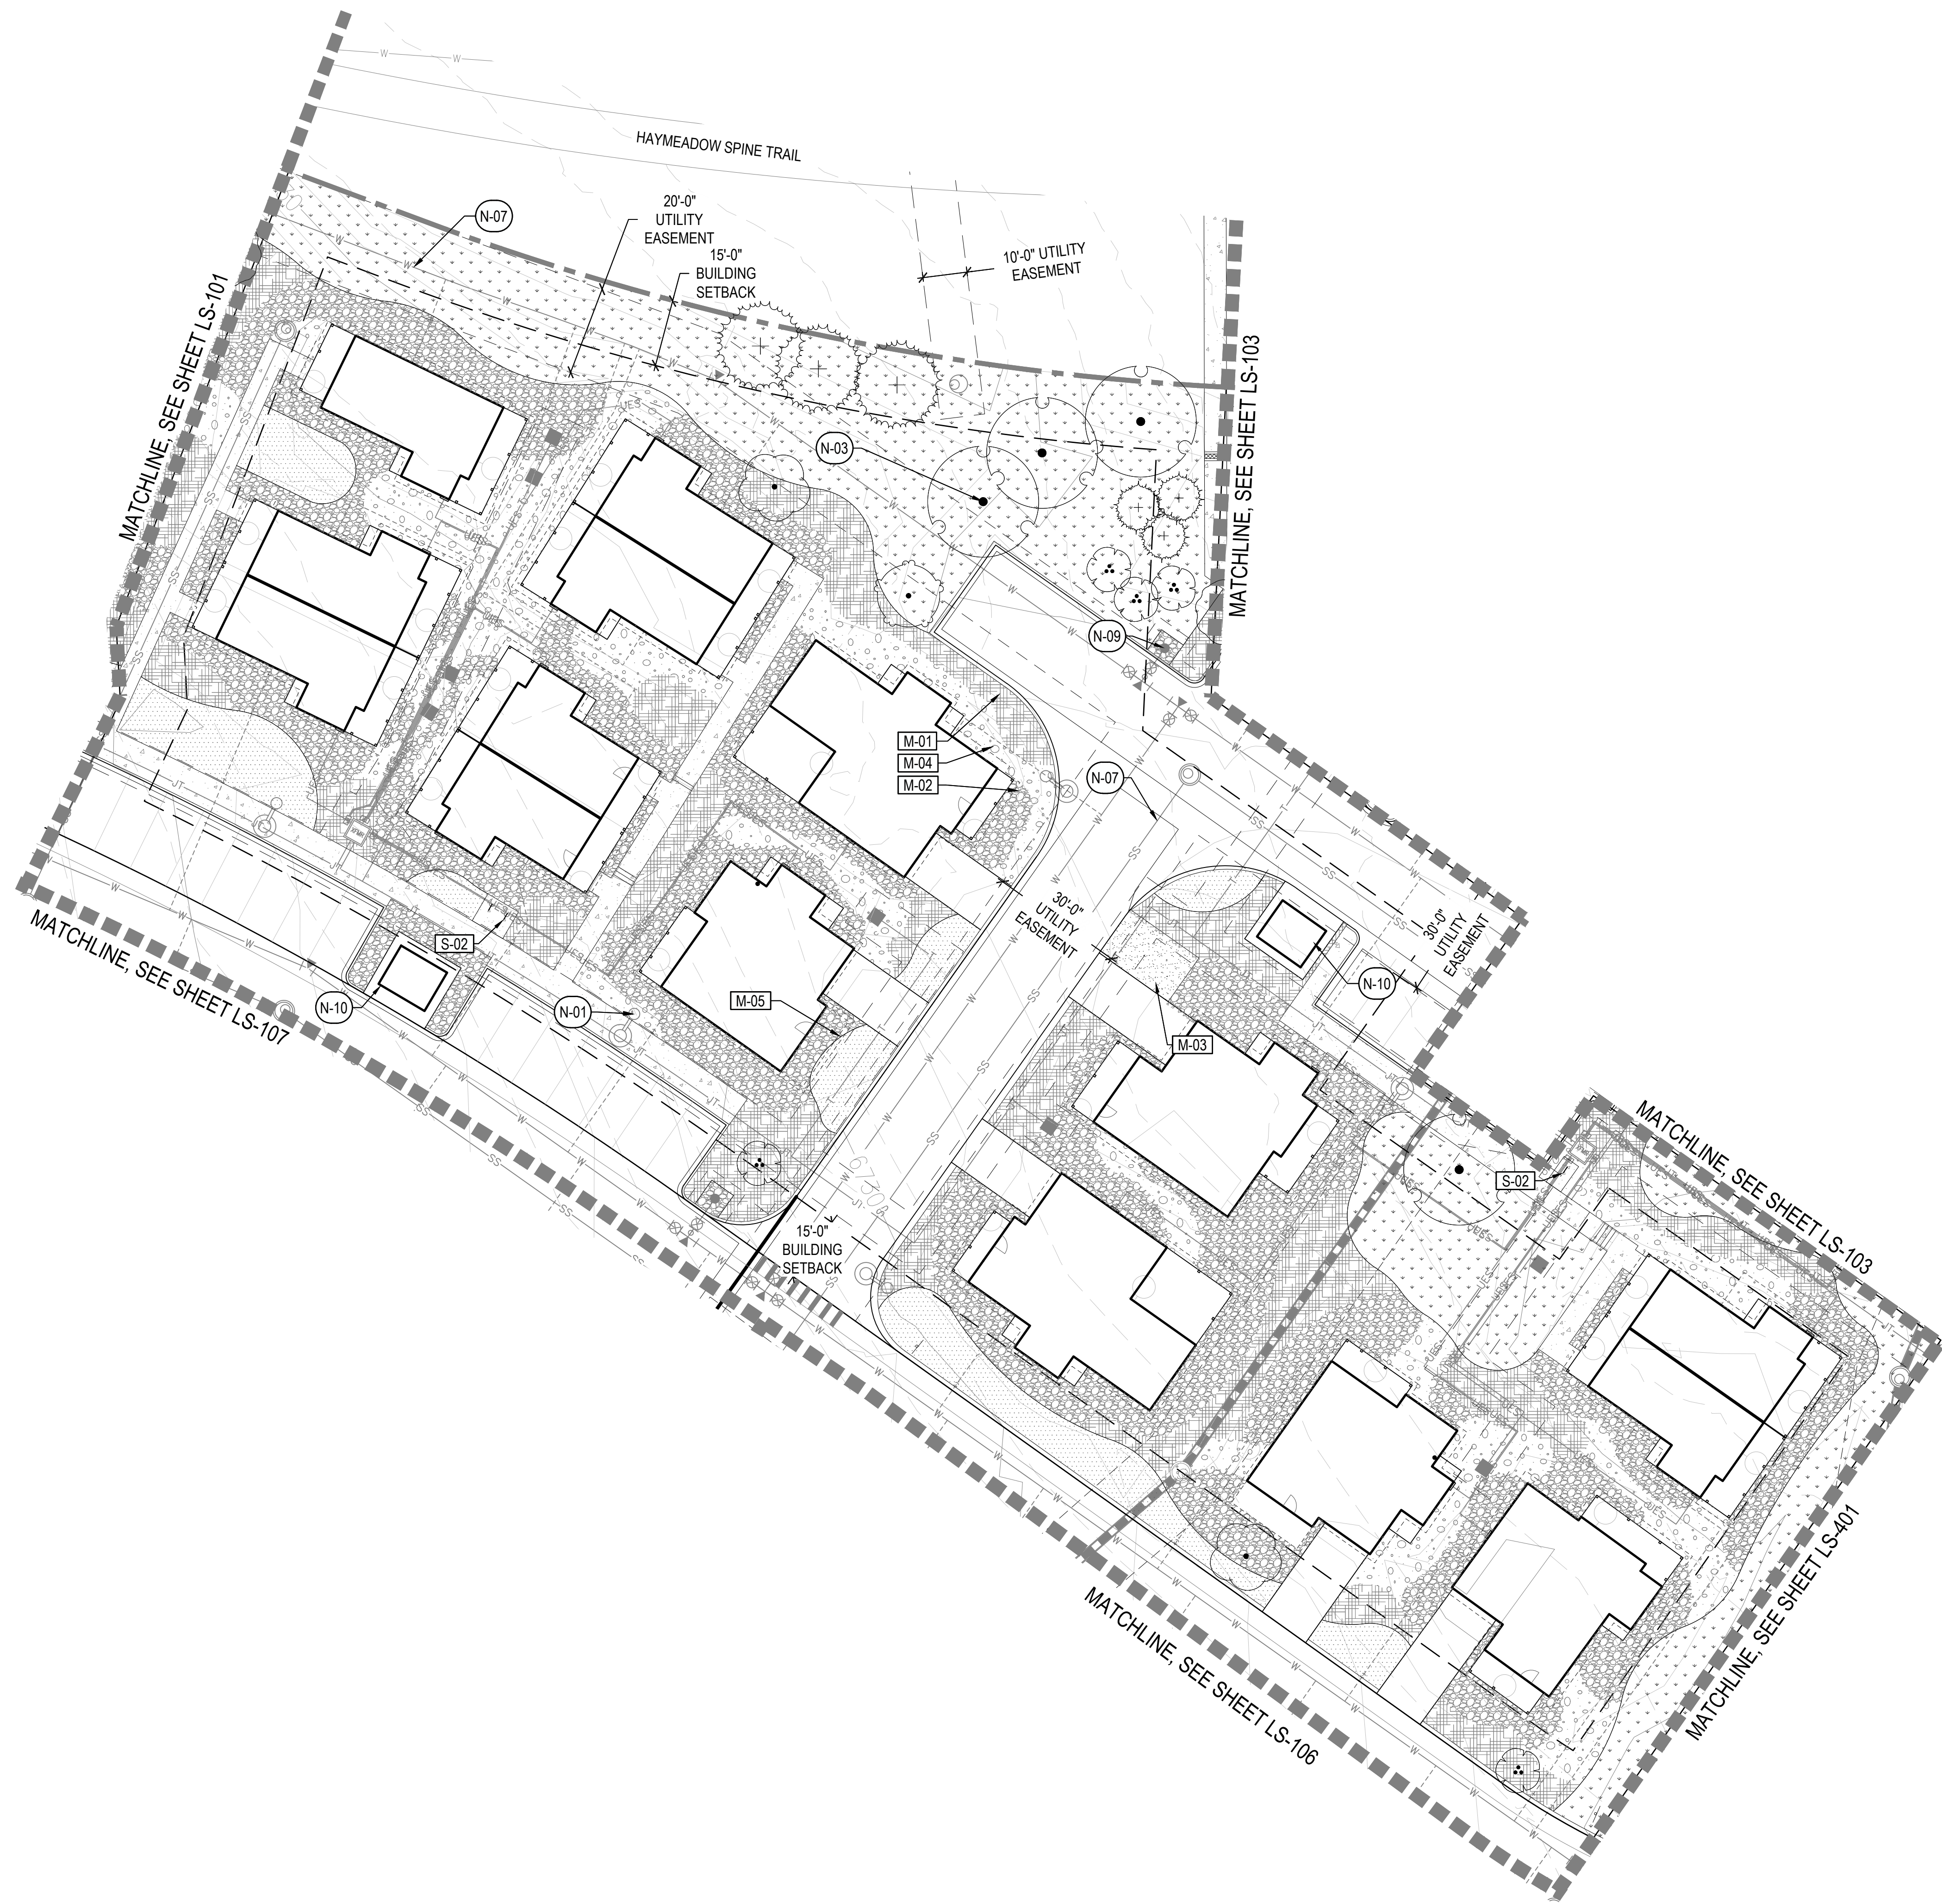 HAYMEADOW SPINE TRAIL
N-07
20'-0"
UTILITY
EASEMENT
15'-0"
BUILDING
SETBACK
10'-0" UTILITY
EASEMENT
MATCHLINE, SEE SHEET LS-101
MATCHLINE, SEE SHEET LS-103
N-03
N-09
M-01
M-04
M-02
N-07
30'-0"
UTILITY
EASEMENT
30'-0"
UTILITY
EASEMENT
S-02
N-10
N-10
N-01
M-05
M-03
MATCHLINE, SEE SHEET LS-107
S-02
MATCHLINE, SEE SHEET LS-103
15'-0"
BUILDING
SETBACK
MATCHLINE, SEE SHEET LS-106
MATCHLINE, SEE SHEET LS-401
W
SS
JT
UES